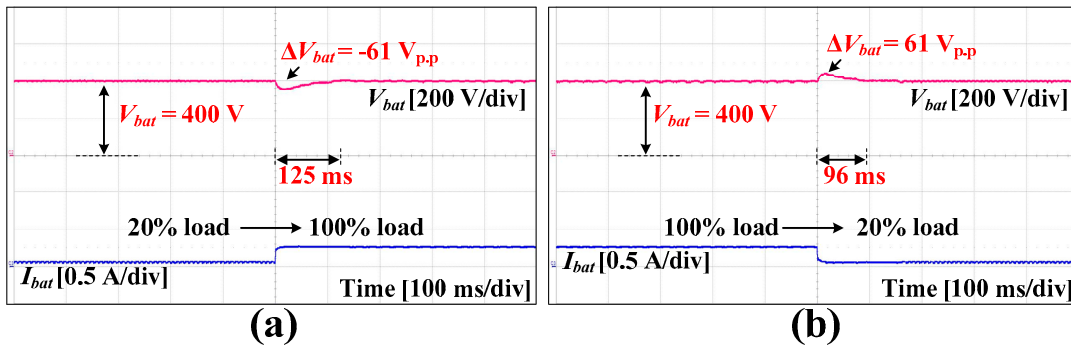 ΔVbat = -61 Vp.p
Vbat [200 V/div]
Vbat = 400 V
125 ms
20% load
100% load
Ibat [0.5 A/div]
Time [100 ms/div]
(a)
ΔVbat = 61 Vp.p
Vbat [200 V/div]
Vbat = 400 V
96 ms
100% load
20% load
Ibat [0.5 A/div]
Time [100 ms/div]
(b)